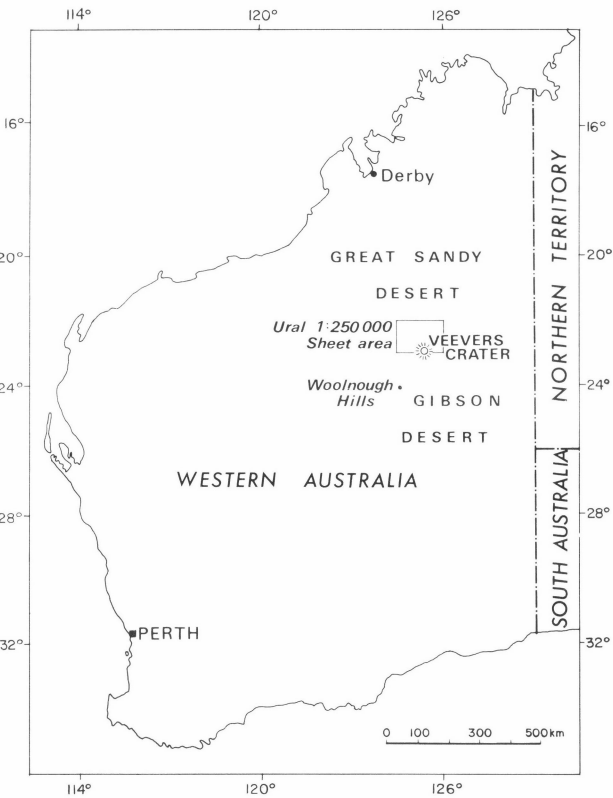 114° 120° 126°
16° 16°
Derby
20° 20°
GREAT SANDY
DESERT
Ural 1:250 000
Sheet area
VEEVERS
CRATER
24° 24°
Woolnough
Hills
GIBSON
DESERT
WESTERN AUSTRALIA
NORTHERN TERRITORY
SOUTH AUSTRALIA
28° 28°
PERTH
32° 32°
0 100 300 500km
114° 120° 126°